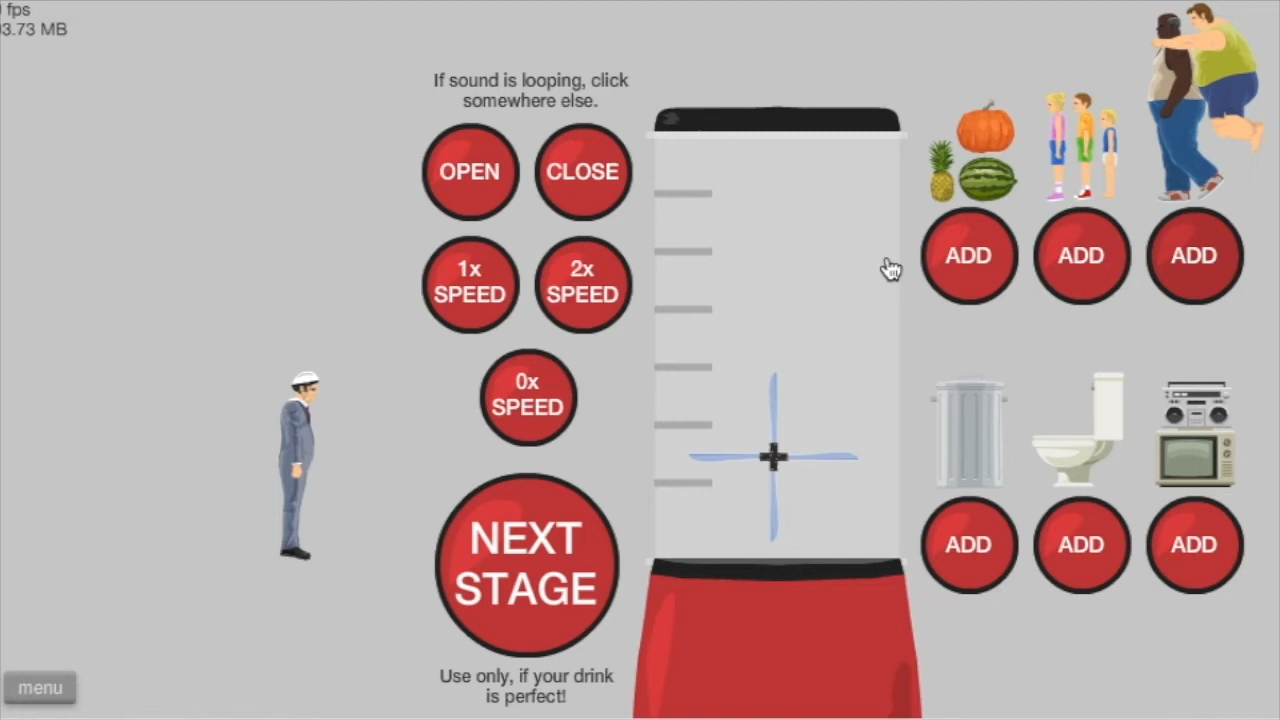 fps
3.73 MB
If sound is looping, click
somewhere else.
OPEN
CLOSE
1x
SPEED
2x
SPEED
0x
SPEED
NEXT
STAGE
Use only, if your drink
is perfect!
ADD
ADD
ADD
ADD
ADD
ADD
menu